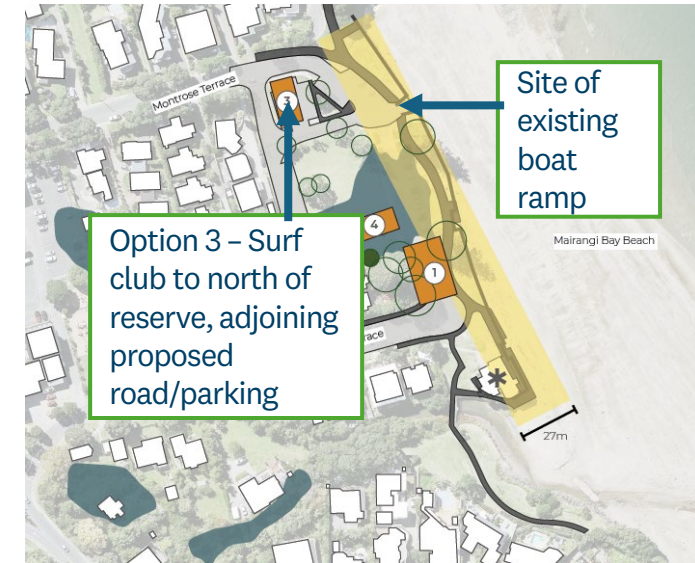 Montrose Terrace
3
Site of
existing
boat
ramp
4
Mairangi Bay Beach
Option 3 – Surf
club to north of
reserve, adjoining
proposed
road/parking
1
race
*
27m